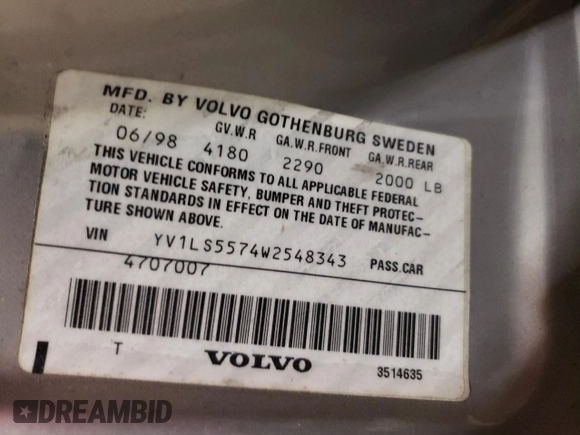 MFD. BY VOLVO GOTHENBURG SWEDEN
DATE: GV.W.R GA.W.R.FRONT GA.W.R.REAR
06/98 4180 2290 2000 LB
THIS VEHICLE CONFORMS TO ALL APPLICABLE FEDERAL
MOTOR VEHICLE SAFETY, BUMPER AND THEFT PROTEC-
TION STANDARDS IN EFFECT ON THE DATE OF MANUFAC-
TURE SHOWN ABOVE.
VIN YV1LS5574W2548343 PASS.CAR
4707007
T VOLVO 3514635
DREAMBID